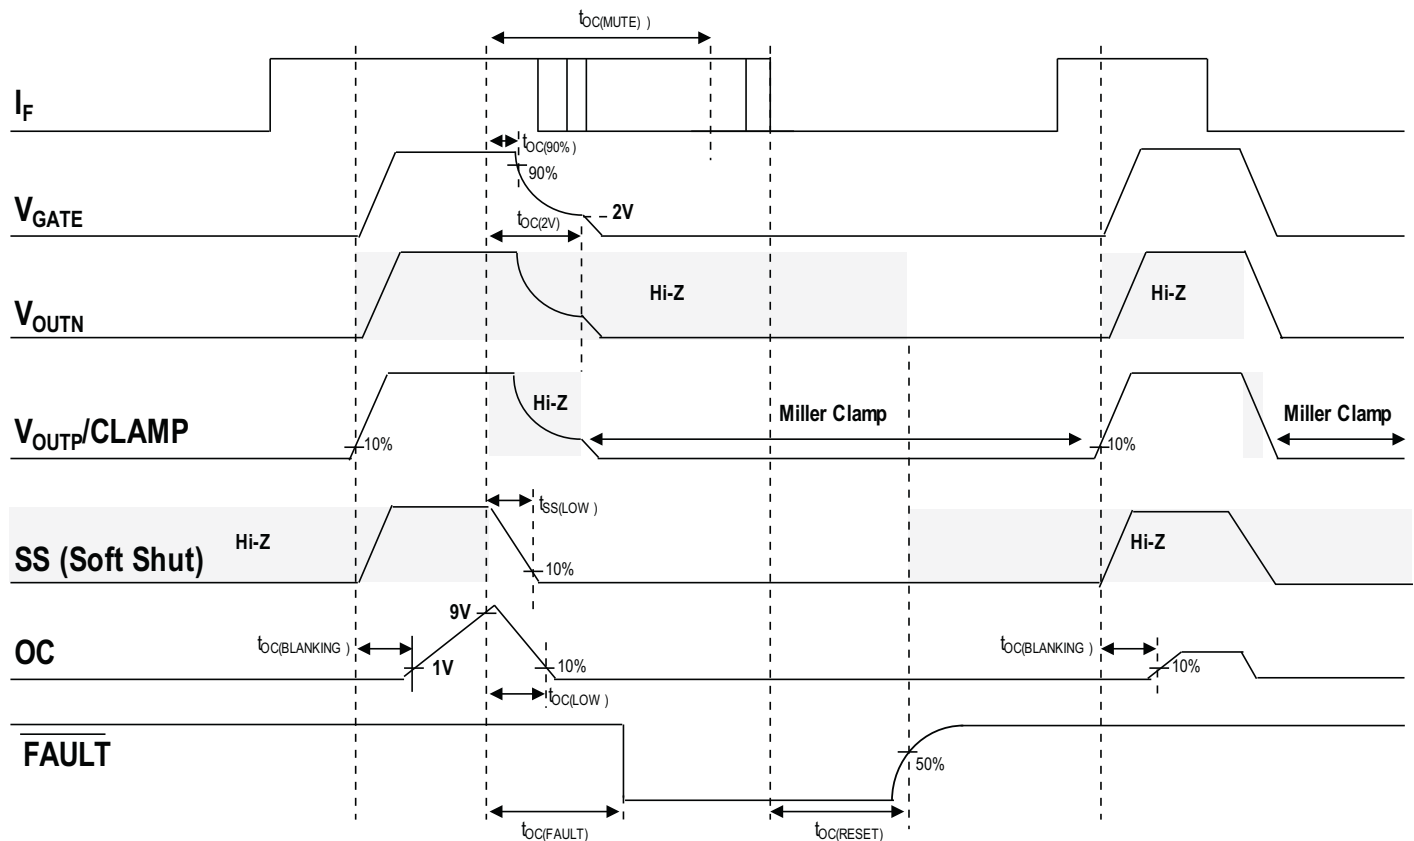 tOC(MUTE) )
IF
tOC(90%)
90%
VGATE
tOC(2V)
2V
Hi-Z
Hi-Z
VOUTN
Hi-Z
Miller Clamp
Miller Clamp
VOUTP/CLAMP
10%
10%
tSS(LOW )
Hi-Z
Hi-Z
SS (Soft Shut)
10%
9V
OC
tOC(BLANKING )
1V
10%
tOC(BLANKING )
10%
tOC(LOW )
FAULT
50%
tOC(FAULT)
tOC(RESET)